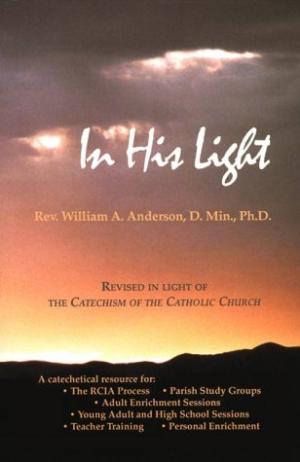 In His Light
Rev. William A. Anderson, D. Min., Ph.D.
REVISED IN LIGHT OF
THE CATECHISM OF THE CATHOLIC CHURCH
A catechetical resource for:
• The RCIA Process • Parish Study Groups
• Adult Enrichment Sessions
• Young Adult and High School Sessions
• Teacher Training • Personal Enrichment